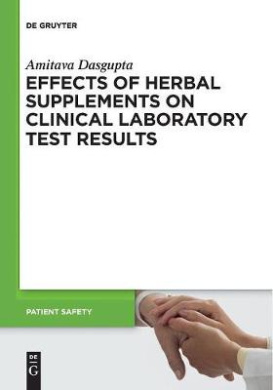 DE GRUYTER
Amitava Dasgupta
EFFECTS OF HERBAL
SUPPLEMENTS ON
CLINICAL LABORATORY
TEST RESULTS
PATIENT SAFETY
DE
G